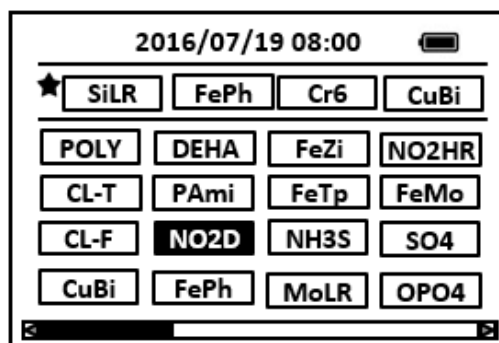 2016/07/19 08:00
SiLR FePh Cr6 CuBi
POLY DEHA FeZi NO2HR
CL-T PAmi FeTp FeMo
CL-F NO2D NH3S SO4
CuBi FePh MoLR OPO4